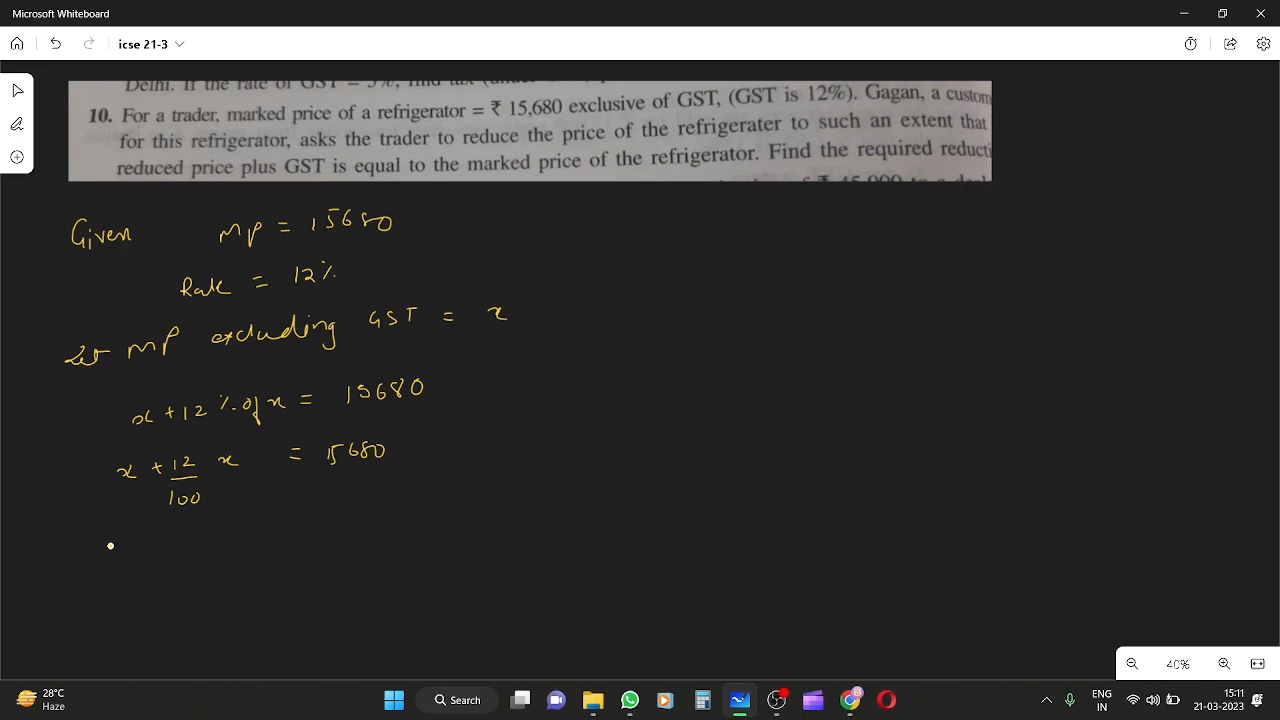 Microsoft Whiteboard
icse 21-3
10. For a trader, marked price of a refrigerator = ₹ 15,680 exclusive of GST, (GST is 12%). Gagan, a custom
for this refrigerator, asks the trader to reduce the price of the refrigerater to such an extent that
reduced price plus GST is equal to the marked price of the refrigerator. Find the required reducti
Given MP = 15680
Rate = 12%
Let MP excluding GST = x
x + 12 % of x = 15680
x + 12 x = 15680
100
40%
28°C
Haze
Search
ENG
IN
15:11
21-03-2023